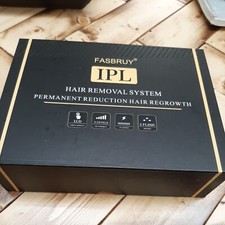 FASBRUY®
IPL
HAIR REMOVAL SYSTEM
PERMANENT REDUCTION HAIR REGROWTH